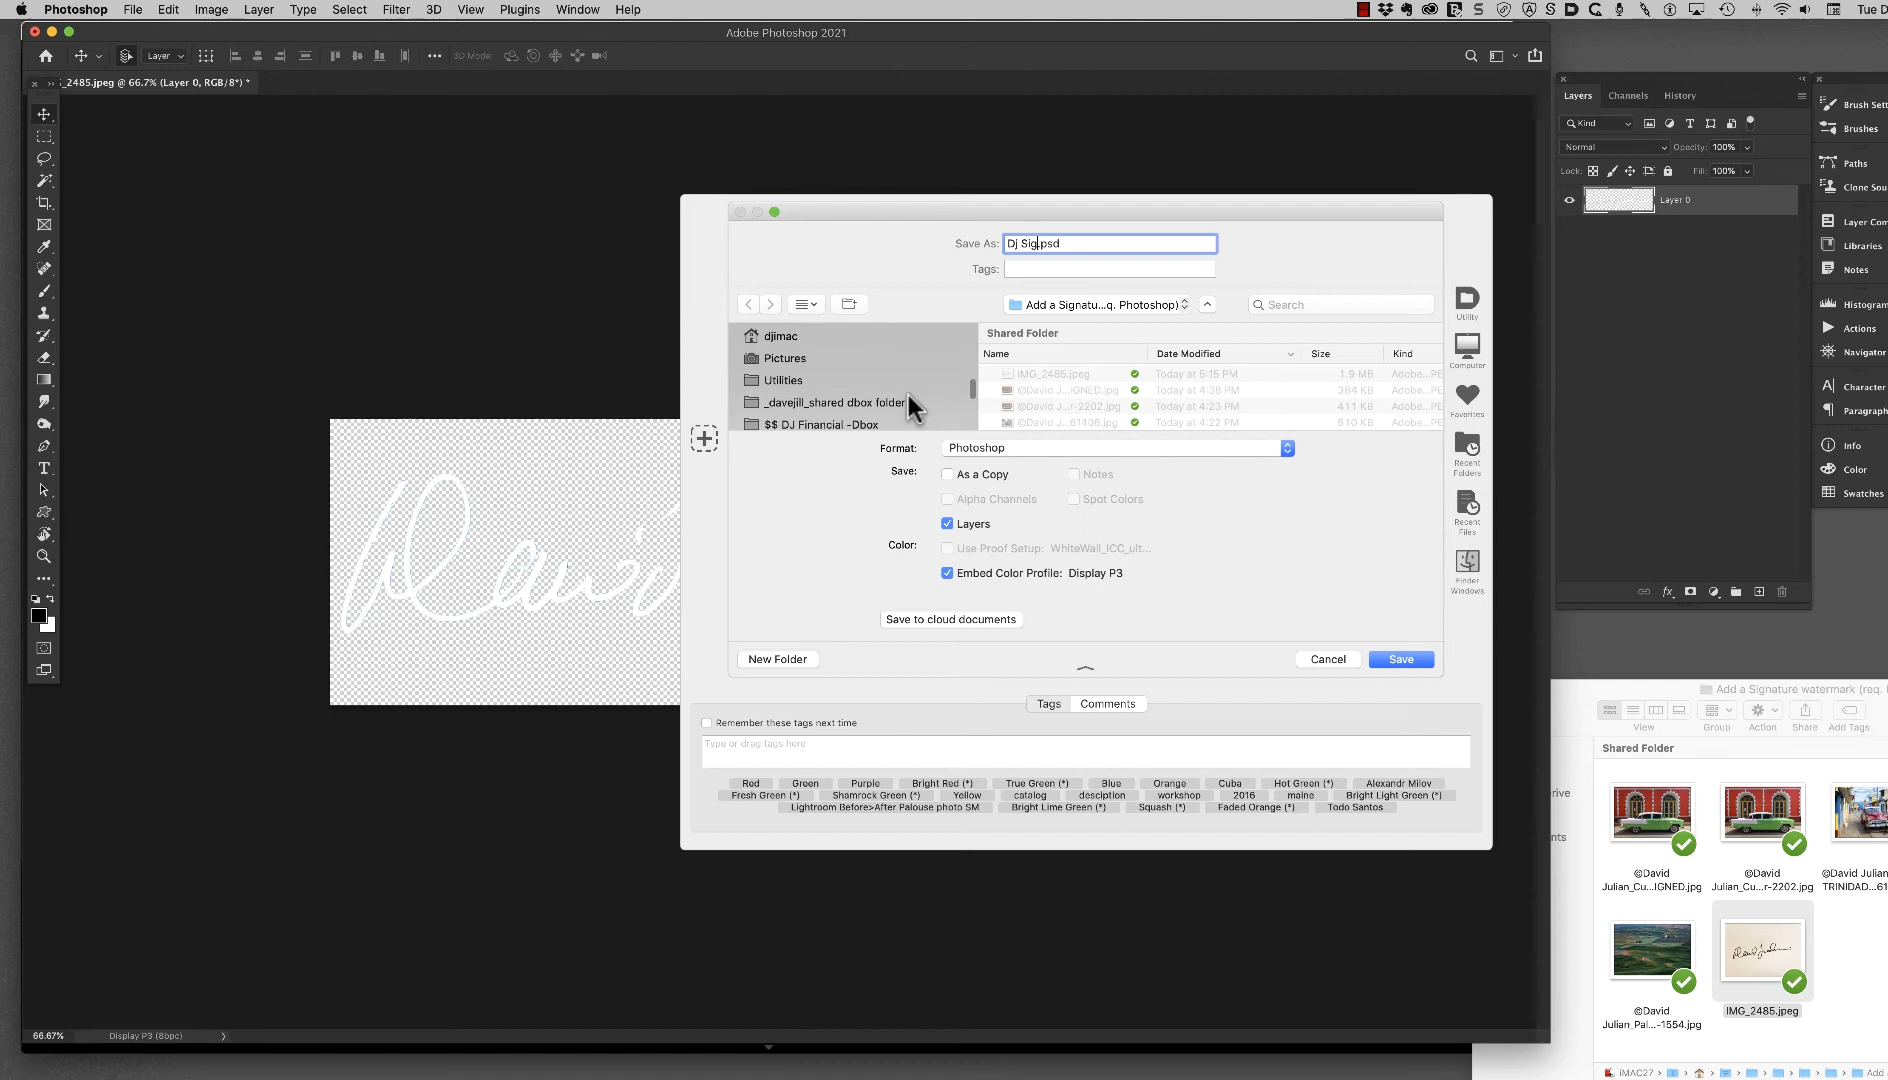 Photoshop File Edit Image Layer Type Select Filter 3D View Plugins Window Help Tue D
Adobe Photoshop 2021
Layer 3D Mode:
_2485.jpeg @ 66.7% (Layer 0, RGB/8*) *
Layers Channels History
Kind
Normal Opacity: 100%
Lock: Fill: 100%
Layer 0
Brush Sett
Brushes
Paths
Clone Sou
Layer Com
Libraries
Notes
Histogram
Actions
Navigator
Character
Paragraph
Info
Color
Swatches
Save As: Dj Sig.psd
Tags:
Add a Signatu...q. Photoshop) Search
djimac
Pictures
Utilities
_davejill_shared dbox folder
$$ DJ Financial -Dbox
Shared Folder
Name Date Modified Size Kind
IMG_2485.jpeg Today at 5:15 PM 1.9 MB Adobe...PE
©David J...IGNED.jpg Today at 4:38 PM 384 KB Adobe...PE
©David J...r-2202.jpg Today at 4:23 PM 411 KB Adobe...PE
©David J...61406.jpg Today at 4:22 PM 510 KB Adobe...PE
Format: Photoshop
Save: As a Copy Notes
Alpha Channels Spot Colors
Layers
Color: Use Proof Setup: WhiteWall_ICC_ult...
Embed Color Profile: Display P3
Save to cloud documents
New Folder Cancel Save
Utility
Computer
Favorites
Recent
Folders
Recent
Files
Finder
Windows
Tags Comments
Remember these tags next time
Type or drag tags here
Red Green Purple Bright Red (*) True Green (*) Blue Orange Cuba Hot Green (*) Alexandr Milov
Fresh Green (*) Shamrock Green (*) Yellow catalog desciption workshop 2016 maine Bright Light Green (*)
Lightroom Before>After Palouse photo SM Bright Lime Green (*) Squash (*) Faded Orange (*) Todo Santos
Add a Signature watermark (req.
View Group Action Share Add Tags
Shared Folder
erive
nts
©David
Julian_Cu...IGNED.jpg
©David
Julian_Cu...r-2202.jpg
©David Julian
TRINIDAD...61
©David
Julian_Pal...-1554.jpg
IMG_2485.jpeg
66.67% Display P3 (8bpc)
iMAC27 Add a